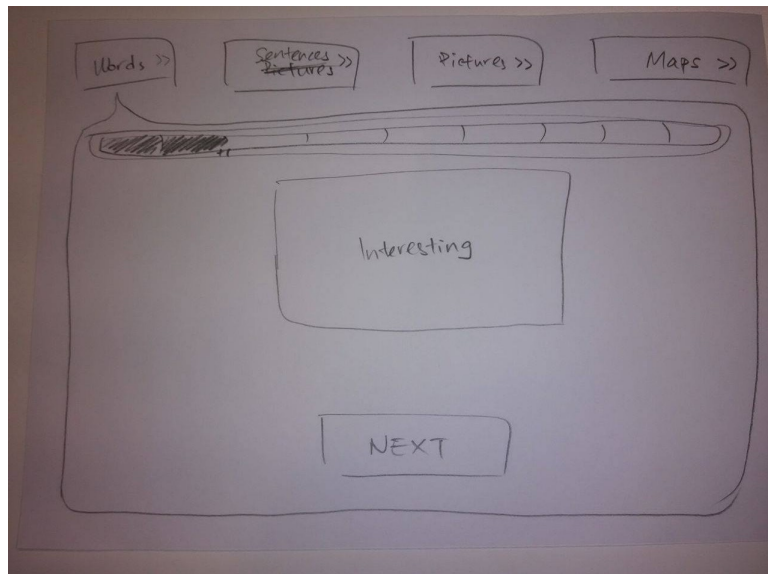 Words >>
Sentences >>
Pictures
Pictures >>
Maps >>
Interesting
NEXT